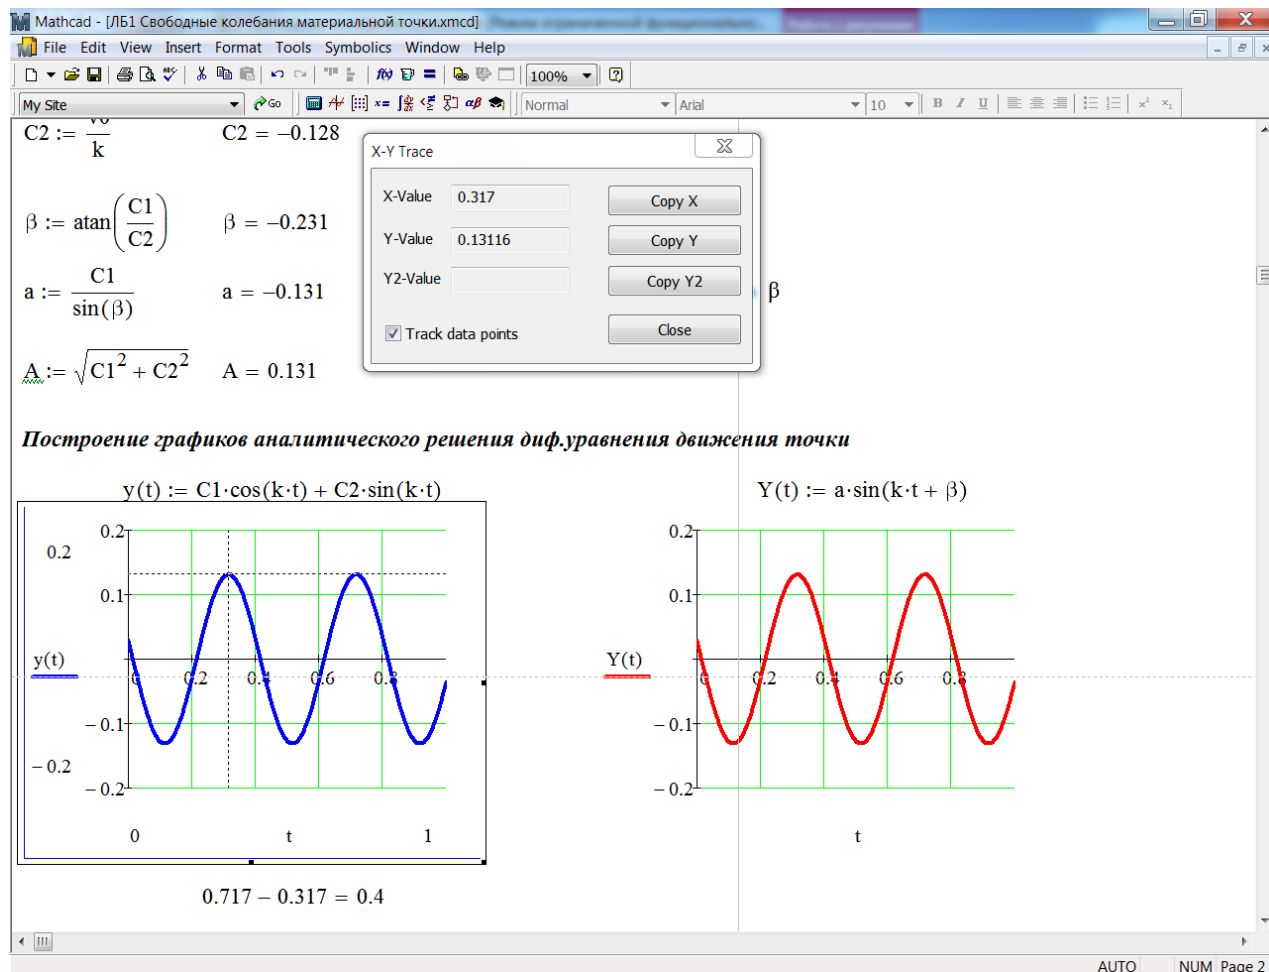 Mathcad - [ЛБ1 Свободные колебания материальной точки.xmcd]
File Edit View Insert Format Tools Symbolics Window Help
100%
My Site Go Normal Arial 10 B I U
C2 := v0/k C2 = −0.128
X-Y Trace
X-Value 0.317 Copy X
Y-Value 0.13116 Copy Y
Y2-Value Copy Y2
Track data points Close
β := atan(C1/C2) β = −0.231
a := C1/sin(β) a = −0.131 β
A := √(C1² + C2²) A = 0.131
Построение графиков аналитического решения диф.уравнения движения точки
y(t) := C1·cos(k·t) + C2·sin(k·t) Y(t) := a·sin(k·t + β)
0.2
0.2
0.1
y(t)
0 0.2 0.4 0.6 0.8
− 0.1
− 0.2
− 0.2
0 t 1
0.2
0.1
Y(t)
0 0.2 0.4 0.6 0.8
− 0.1
− 0.2
t
0.717 − 0.317 = 0.4
AUTO NUM Page 2